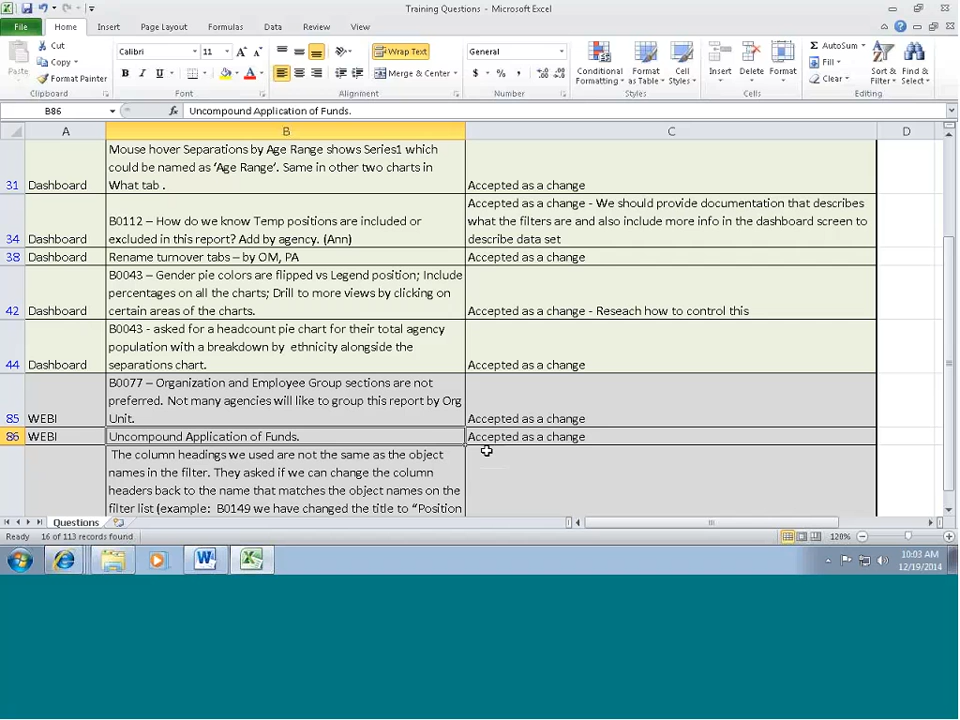 Training Questions - Microsoft Excel
File Home Insert Page Layout Formulas Data Review View
Paste
Cut
Copy
Format Painter
Clipboard
Calibri 11
B I U
Font
Wrap Text
Merge & Center
Alignment
General
$ % ,
Number
Conditional Formatting
Format as Table
Cell Styles
Styles
Insert Delete Format
Cells
Σ AutoSum
Fill
Clear
Sort & Filter
Find & Select
Editing
B86 fx Uncompound Application of Funds.
A B C D
Mouse hover Separations by Age Range shows Series1 which
could be named as ‘Age Range’. Same in other two charts in
31 Dashboard What tab . Accepted as a change
Accepted as a change - We should provide documentation that describes
B0112 – How do we know Temp positions are included or what the filters are and also include more info in the dashboard screen to
34 Dashboard excluded in this report? Add by agency. (Ann) describe data set
38 Dashboard Rename turnover tabs – by OM, PA Accepted as a change
B0043 – Gender pie colors are flipped vs Legend position; Include
percentages on all the charts; Drill to more views by clicking on
42 Dashboard certain areas of the charts. Accepted as a change - Reseach how to control this
B0043 - asked for a headcount pie chart for their total agency
population with a breakdown by ethnicity alongside the
44 Dashboard separations chart. Accepted as a change
B0077 – Organization and Employee Group sections are not
preferred. Not many agencies will like to group this report by Org
85 WEBI Unit. Accepted as a change
86 WEBI Uncompound Application of Funds. Accepted as a change
The column headings we used are not the same as the object
names in the filter. They asked if we can change the column
headers back to the name that matches the object names on the
filter list (example: B0149 we have changed the title to “Position
Questions
Ready 16 of 113 records found 120%
10:03 AM
12/19/2014